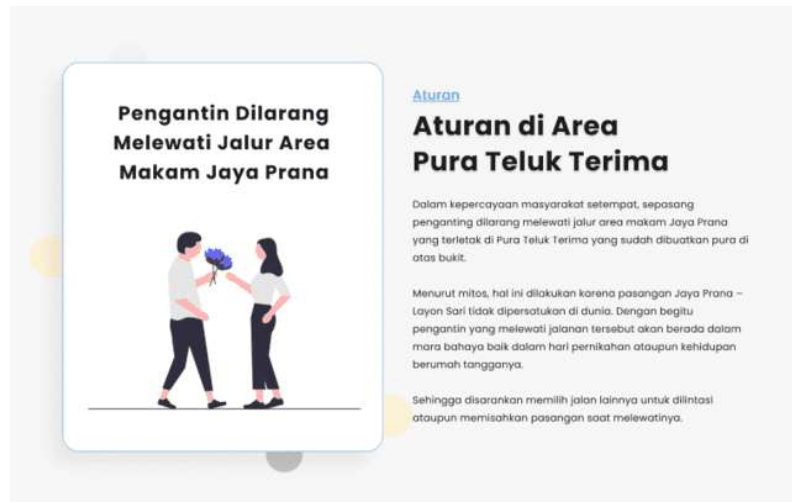 Pengantin Dilarang
Melewati Jalur Area
Makam Jaya Prana
Aturan
Aturan di Area
Pura Teluk Terima
Dalam kepercayaan masyarakat setempat, sepasang
penganting dilarang melewati jalur area makam Jaya Prana
yang terletak di Pura Teluk Terima yang sudah dibuatkan pura di
atas bukit.
Menurut mitos, hal ini dilakukan karena pasangan Jaya Prana –
Layon Sari tidak dipersatukan di dunia. Dengan begitu
pengantin yang melewati jalanan tersebut akan berada dalam
mara bahaya baik dalam hari pernikahan ataupun kehidupan
berumah tangganya.
Sehingga disarankan memilih jalan lainnya untuk dilintasi
ataupun memisahkan pasangan saat melewatinya.